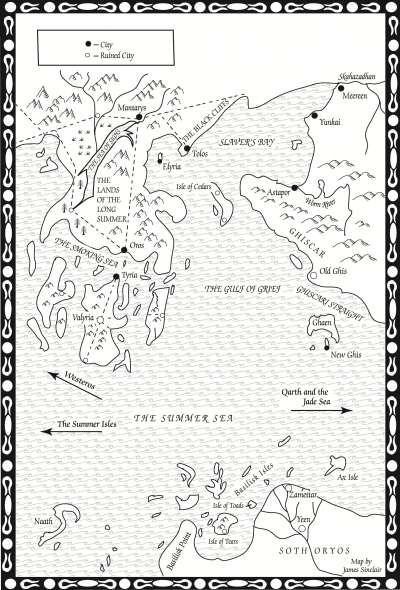 – City
– Ruined City
Skahazadhan
Meereen
Mantarys
THE BLACK CLIFFS
Yunkai
SLAVER'S BAY
Tolos
Elyria
THE
LANDS
OF THE
LONG
SUMMER
Isle of Cedars
Astapor
Worm River
GHISCAR
Oros
THE SMOKING SEA
Tyria
Old Ghis
THE GULF OF GRIEF
GHISCARI STRAIGHT
Valyria
Ghaen
New Ghis
Westeros
Qarth and the
Jade Sea
The Summer Isles
THE SUMMER SEA
Basilisk Isles
Ax Isle
Zamettar
Isle of Toads
Naath
Yeen
Isle of Tears
Basilisk Point
SOTHORYOS
Map by
James Sinclair